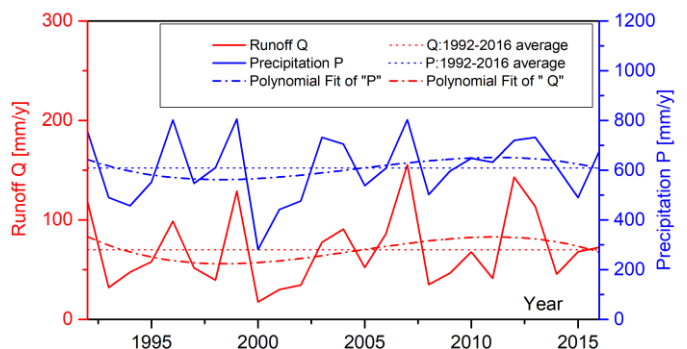 Runoff Q [mm/y]
300
200
100
0
Runoff Q
Precipitation P
Polynomial Fit of "P"
Q:1992-2016 average
P:1992-2016 average
Polynomial Fit of " Q"
Year
1995
2000
2005
2010
2015
1200
1000
800
600
400
200
0
Precipitation P [mm/y]